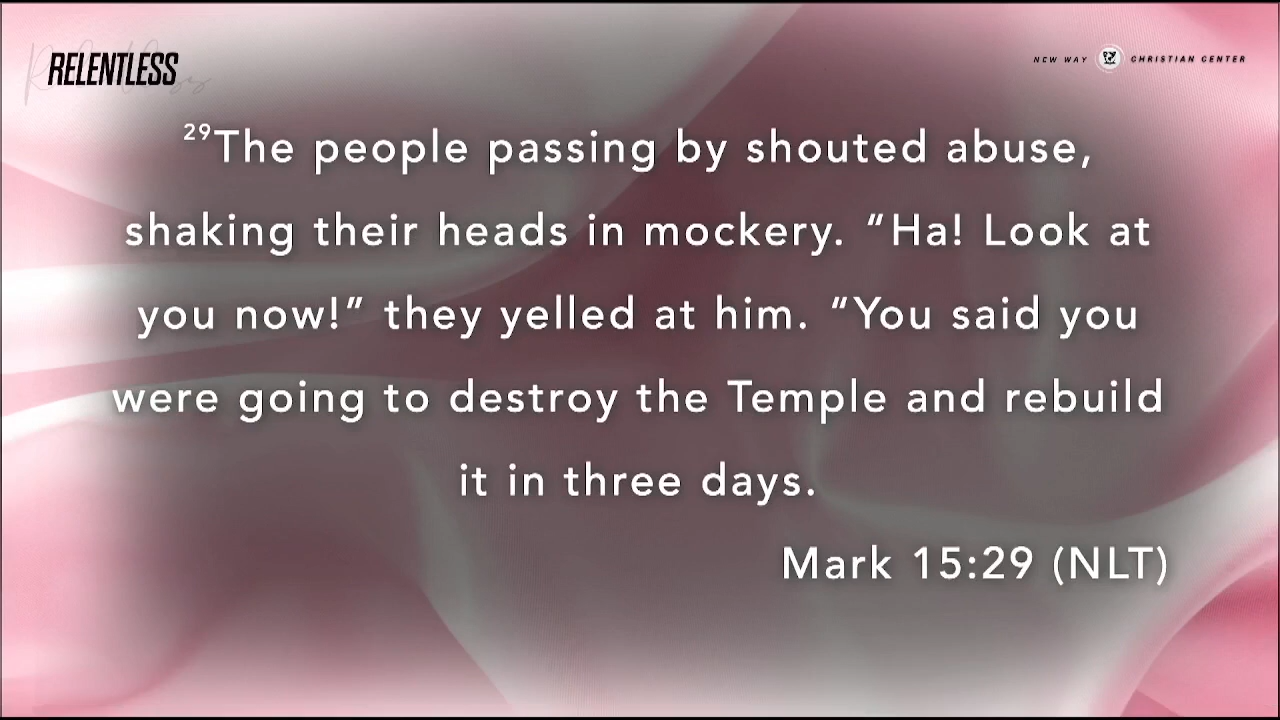 RELENTLESS
NEW WAY CHRISTIAN CENTER
29The people passing by shouted abuse,
shaking their heads in mockery. “Ha! Look at
you now!” they yelled at him. “You said you
were going to destroy the Temple and rebuild
it in three days.
Mark 15:29 (NLT)